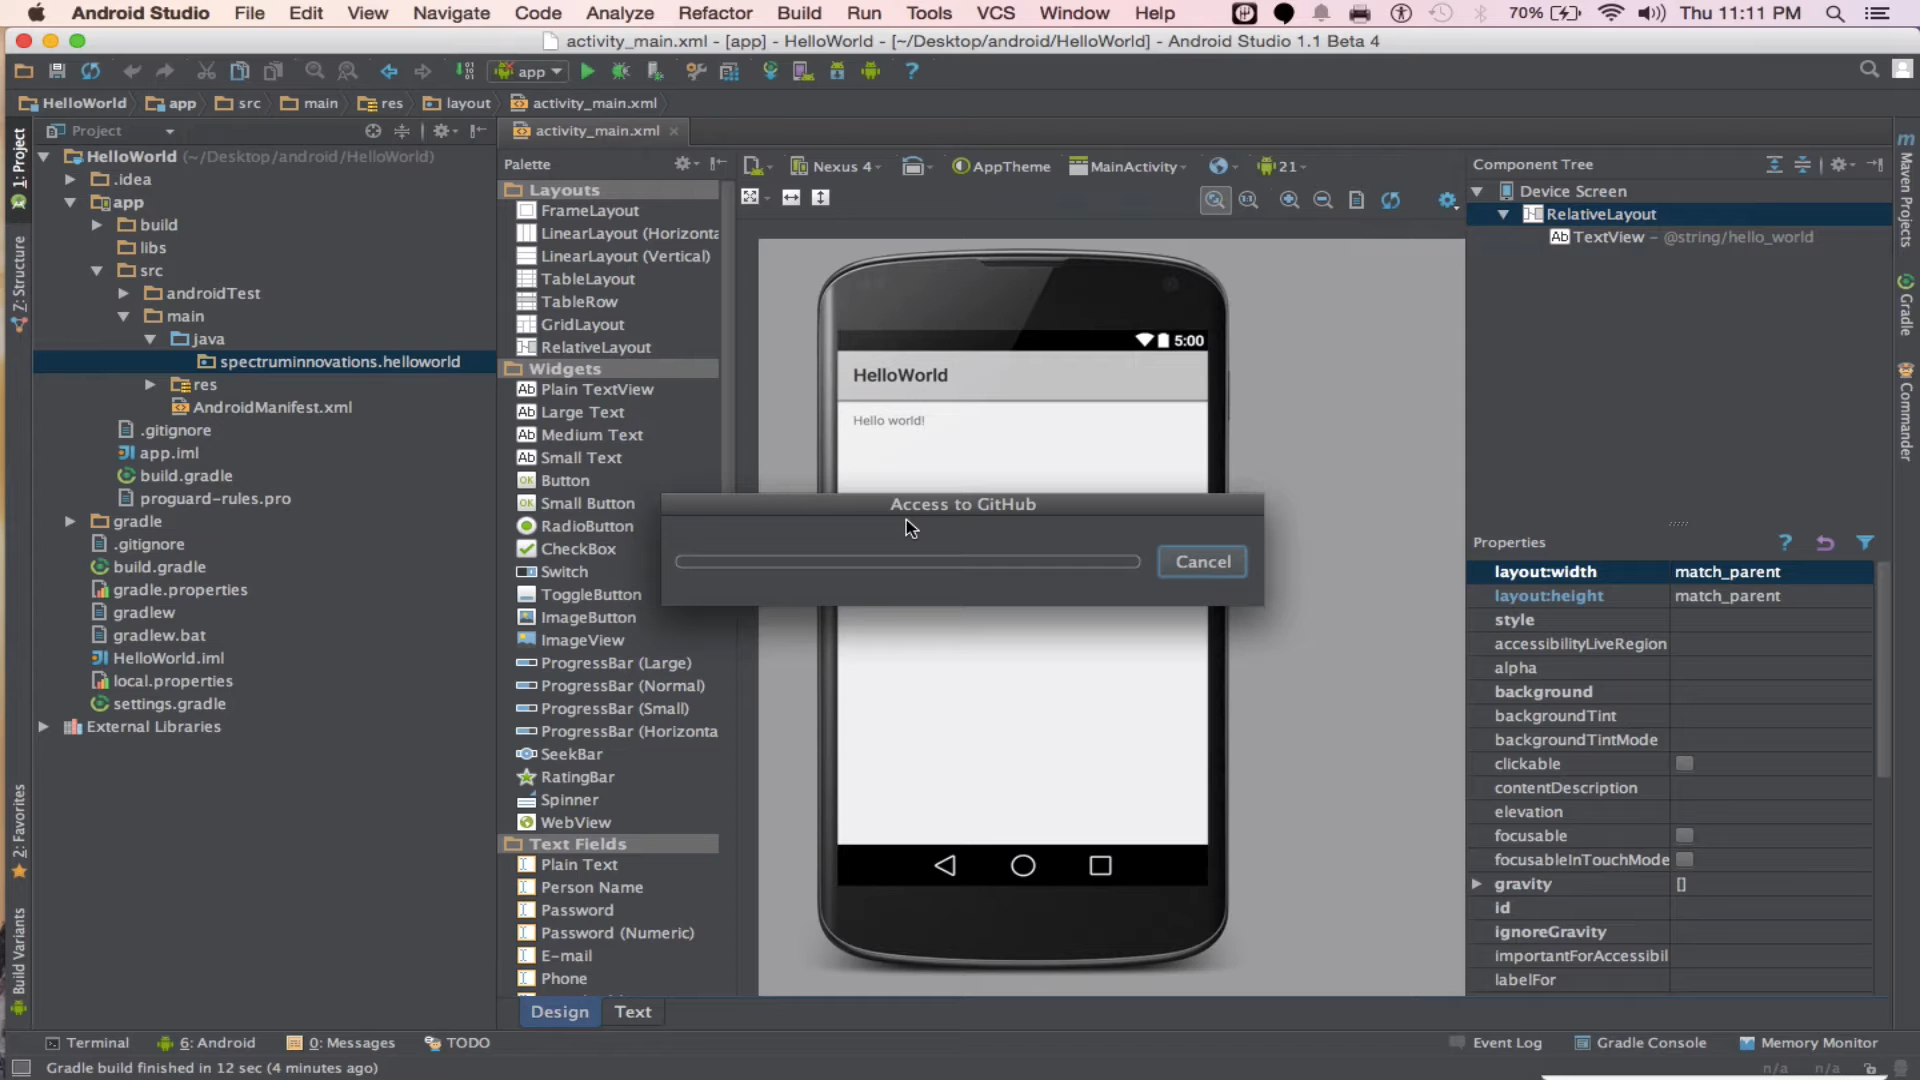 Android Studio File Edit View Navigate Code Analyze Refactor Build Run Tools VCS Window Help 70% Thu 11:11 PM
activity_main.xml - [app] - HelloWorld - [~/Desktop/android/HelloWorld] - Android Studio 1.1 Beta 4
app
HelloWorld app src main res layout activity_main.xml
Project
activity_main.xml
1: Project
Z: Structure
2: Favorites
Build Variants
HelloWorld (~/Desktop/android/HelloWorld)
.idea
app
build
libs
src
androidTest
main
java
spectruminnovations.helloworld
res
AndroidManifest.xml
.gitignore
app.iml
build.gradle
proguard-rules.pro
gradle
.gitignore
build.gradle
gradle.properties
gradlew
gradlew.bat
HelloWorld.iml
local.properties
settings.gradle
External Libraries
Palette
Layouts
FrameLayout
LinearLayout (Horizonta
LinearLayout (Vertical)
TableLayout
TableRow
GridLayout
RelativeLayout
Widgets
Ab Plain TextView
Ab Large Text
Ab Medium Text
Ab Small Text
OK Button
OK Small Button
RadioButton
CheckBox
Switch
ToggleButton
ImageButton
ImageView
ProgressBar (Large)
ProgressBar (Normal)
ProgressBar (Small)
ProgressBar (Horizonta
SeekBar
RatingBar
Spinner
WebView
Text Fields
Plain Text
Person Name
Password
Password (Numeric)
E-mail
Phone
Design Text
Nexus 4 AppTheme MainActivity 21
5:00
HelloWorld
Hello world!
Access to GitHub
Cancel
Component Tree
Device Screen
RelativeLayout
Ab TextView - @string/hello_world
Properties
layout:width match_parent
layout:height match_parent
style
accessibilityLiveRegion
alpha
background
backgroundTint
backgroundTintMode
clickable
contentDescription
elevation
focusable
focusableInTouchMode
gravity []
id
ignoreGravity
importantForAccessibil
labelFor
Maven Projects
Gradle
Commander
Terminal 6: Android 0: Messages TODO Event Log Gradle Console Memory Monitor
Gradle build finished in 12 sec (4 minutes ago) n/a n/a